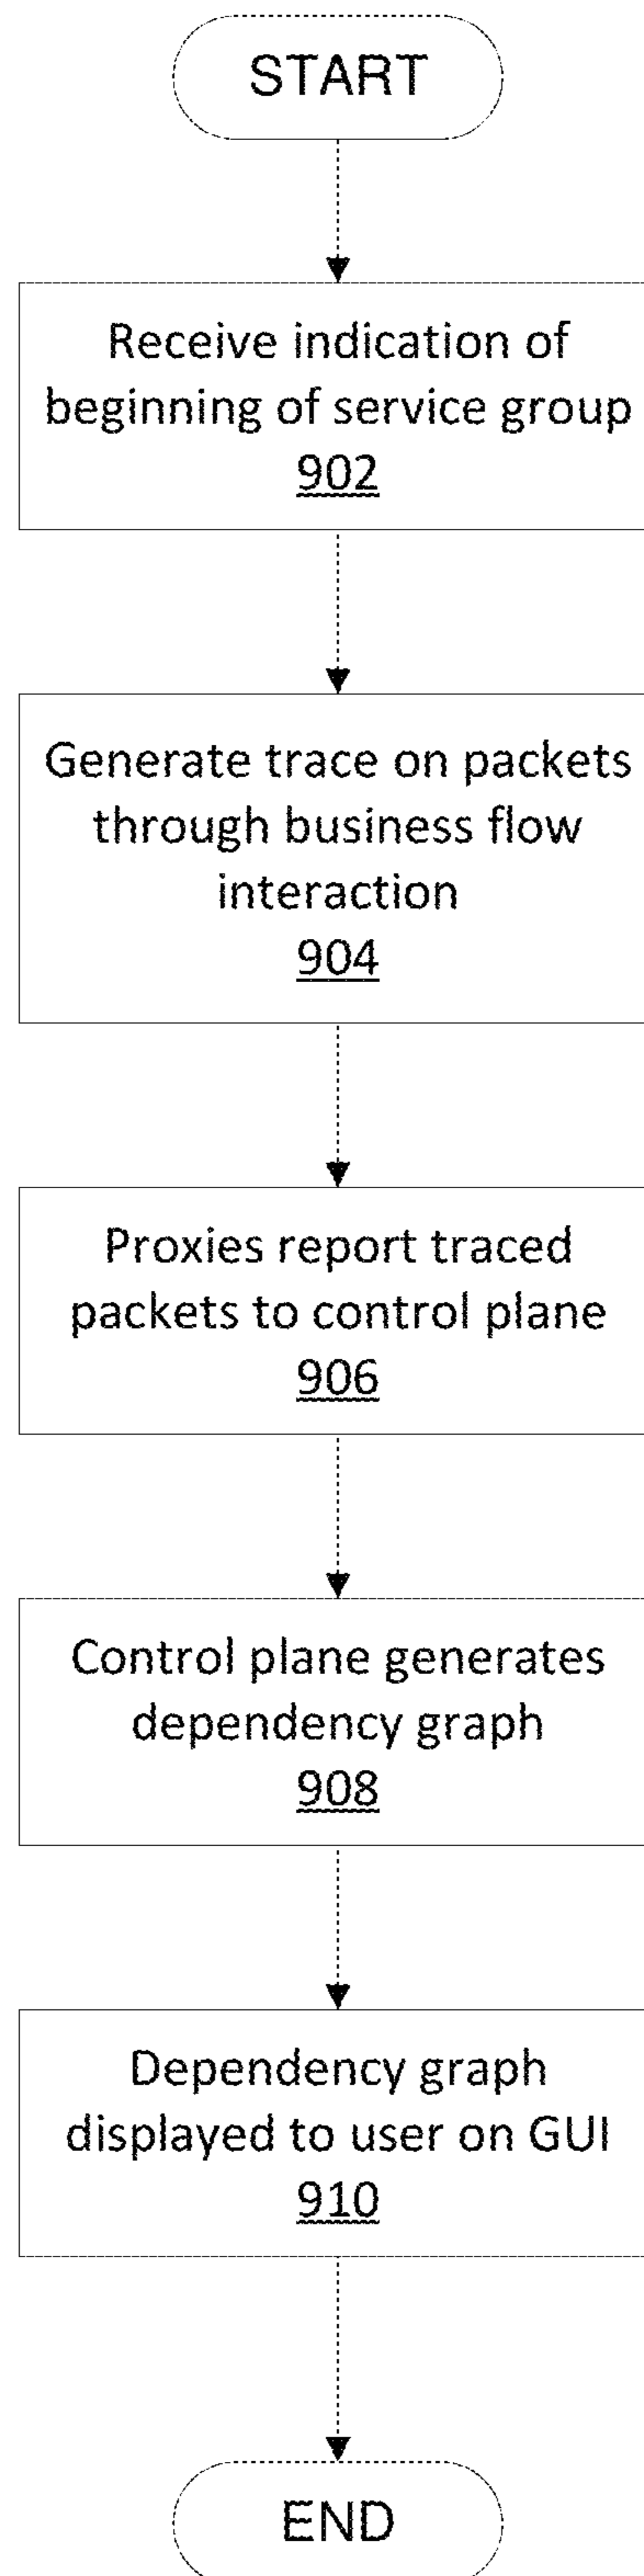 START
Receive indication of
beginning of service group
902
Generate trace on packets
through business flow
interaction
904
Proxies report traced
packets to control plane
906
Control plane generates
dependency graph
908
Dependency graph
displayed to user on GUI
910
END